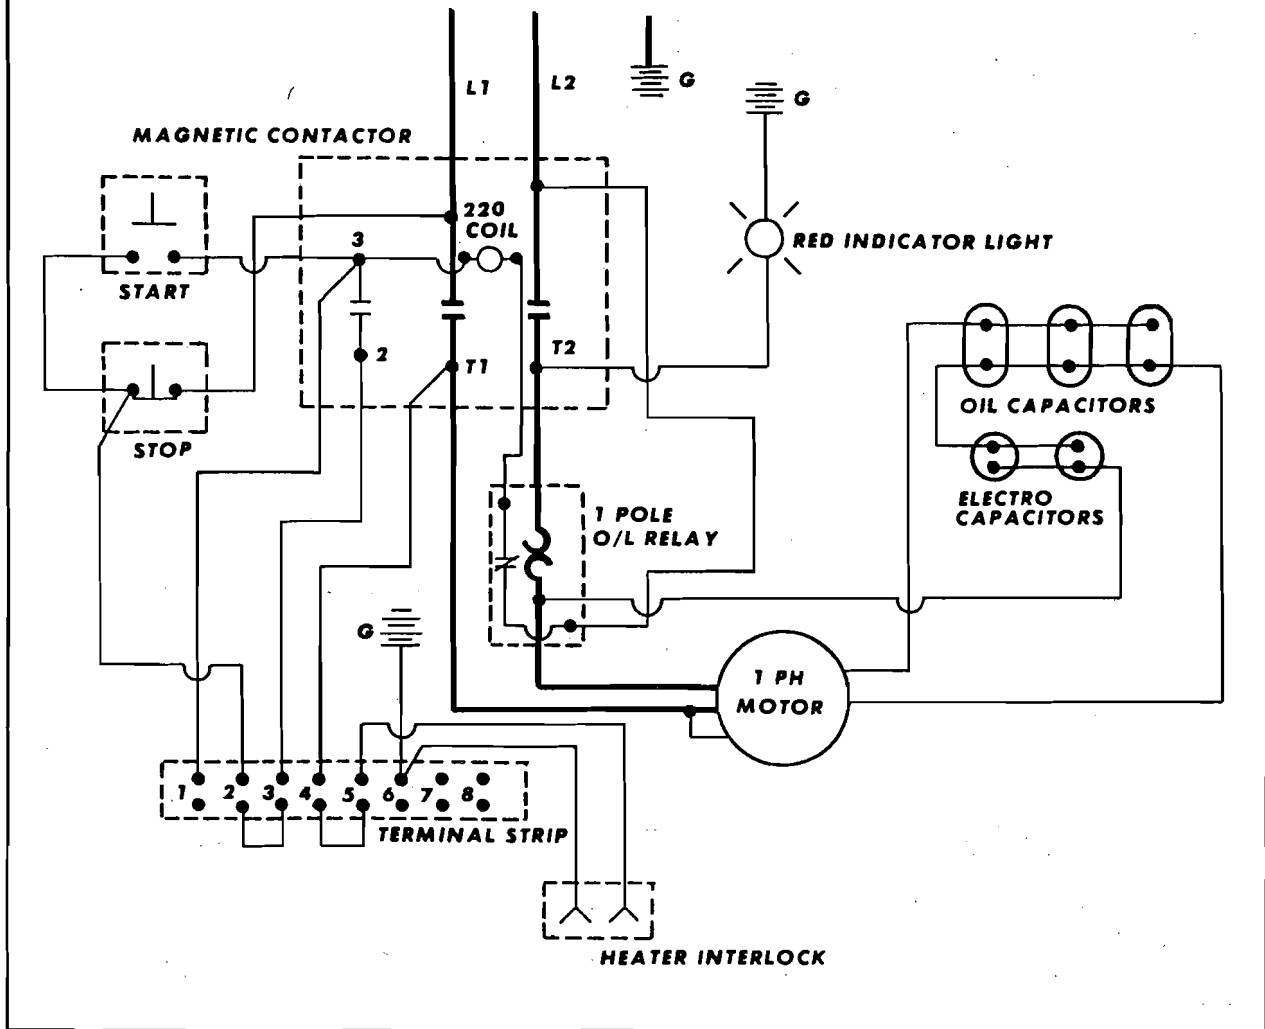 L1
L2
G
G
MAGNETIC CONTACTOR
220
COIL
3
RED INDICATOR LIGHT
START
2
T1
T2
STOP
OIL CAPACITORS
ELECTRO
CAPACITORS
1 POLE
O/L RELAY
G
1 PH
MOTOR
1 2 3 4 5 6 7 8
TERMINAL STRIP
HEATER INTERLOCK